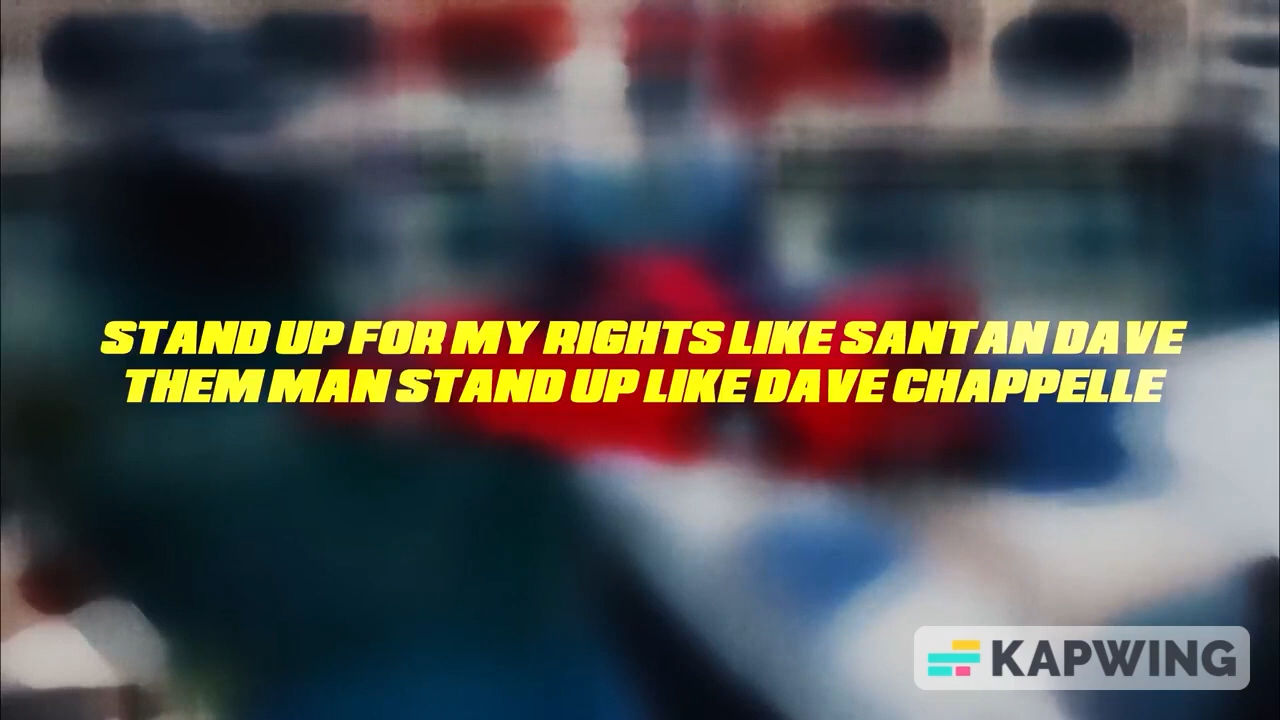 STAND UP FOR MY RIGHTS LIKE SANTAN DAVE
THEM MAN STAND UP LIKE DAVE CHAPPELLE
KAPWING